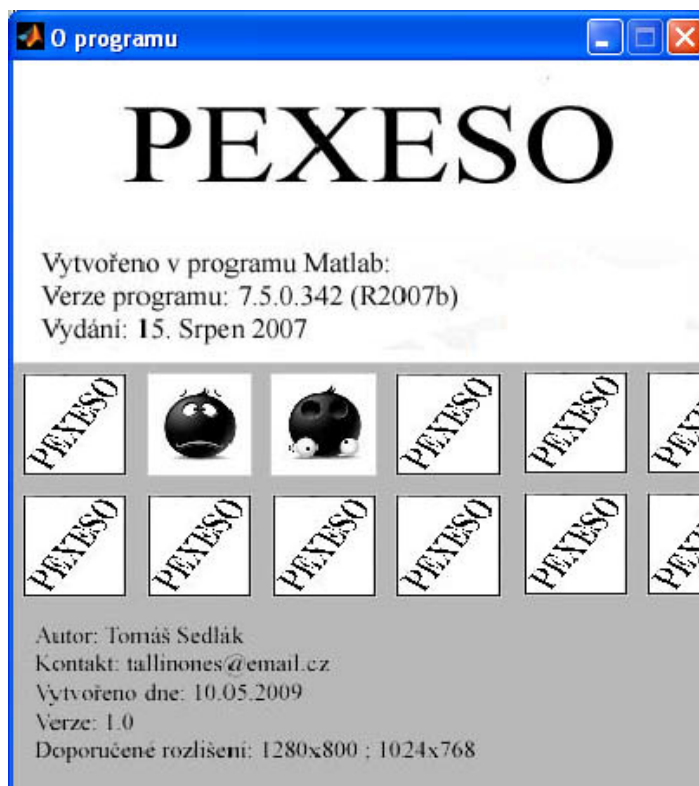 O programu
PEXESO
Vytvořeno v programu Matlab:
Verze programu: 7.5.0.342 (R2007b)
Vydání: 15. Srpen 2007
PEXESO PEXESO PEXESO
PEXESO PEXESO PEXESO PEXESO PEXESO
Autor: Tomáš Sedlák
Kontakt: tallinones@email.cz
Vytvořeno dne: 10.05.2009
Verze: 1.0
Doporučené rozlišení: 1280x800 ; 1024x768